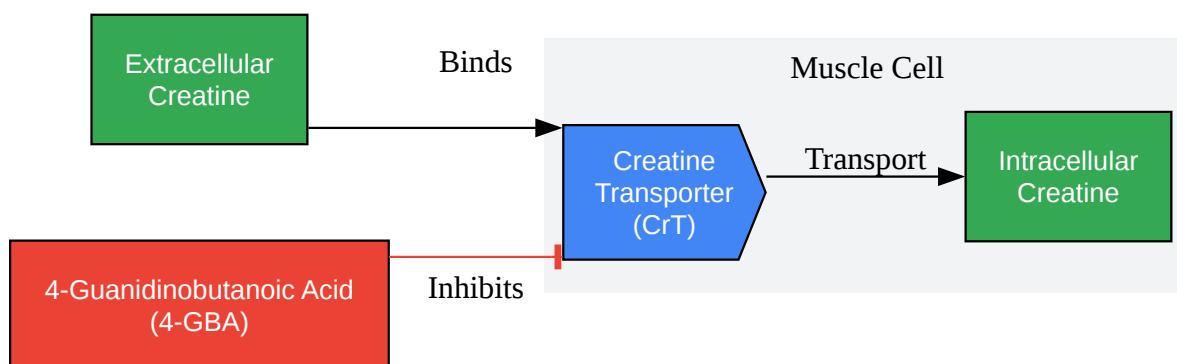 Extracellular
Creatine
Binds
Muscle Cell
Creatine
Transporter
(CrT)
Transport
Intracellular
Creatine
4-Guanidinobutanoic Acid
(4-GBA)
Inhibits